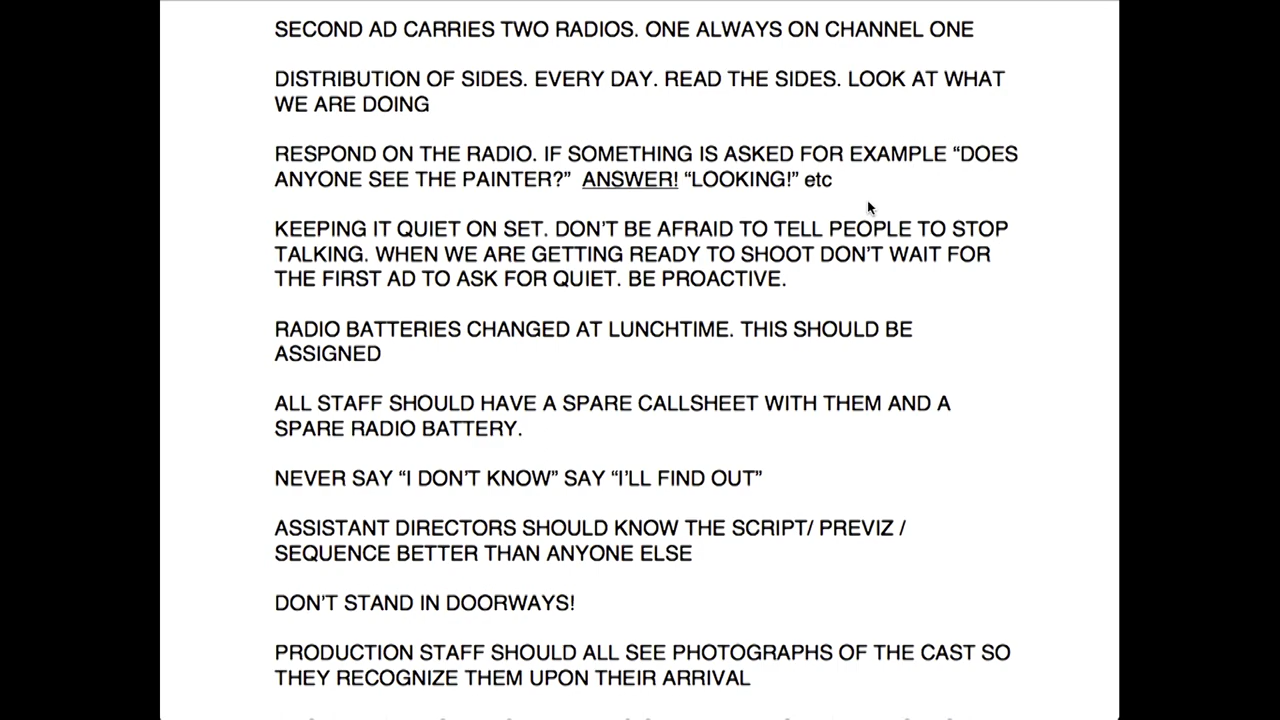 SECOND AD CARRIES TWO RADIOS. ONE ALWAYS ON CHANNEL ONE
DISTRIBUTION OF SIDES. EVERY DAY. READ THE SIDES. LOOK AT WHAT
WE ARE DOING
RESPOND ON THE RADIO. IF SOMETHING IS ASKED FOR EXAMPLE “DOES
ANYONE SEE THE PAINTER?”  ANSWER! “LOOKING!” etc
KEEPING IT QUIET ON SET. DON’T BE AFRAID TO TELL PEOPLE TO STOP
TALKING. WHEN WE ARE GETTING READY TO SHOOT DON’T WAIT FOR
THE FIRST AD TO ASK FOR QUIET. BE PROACTIVE.
RADIO BATTERIES CHANGED AT LUNCHTIME. THIS SHOULD BE
ASSIGNED
ALL STAFF SHOULD HAVE A SPARE CALLSHEET WITH THEM AND A
SPARE RADIO BATTERY.
NEVER SAY “I DON’T KNOW” SAY “I’LL FIND OUT”
ASSISTANT DIRECTORS SHOULD KNOW THE SCRIPT/ PREVIZ /
SEQUENCE BETTER THAN ANYONE ELSE
DON’T STAND IN DOORWAYS!
PRODUCTION STAFF SHOULD ALL SEE PHOTOGRAPHS OF THE CAST SO
THEY RECOGNIZE THEM UPON THEIR ARRIVAL